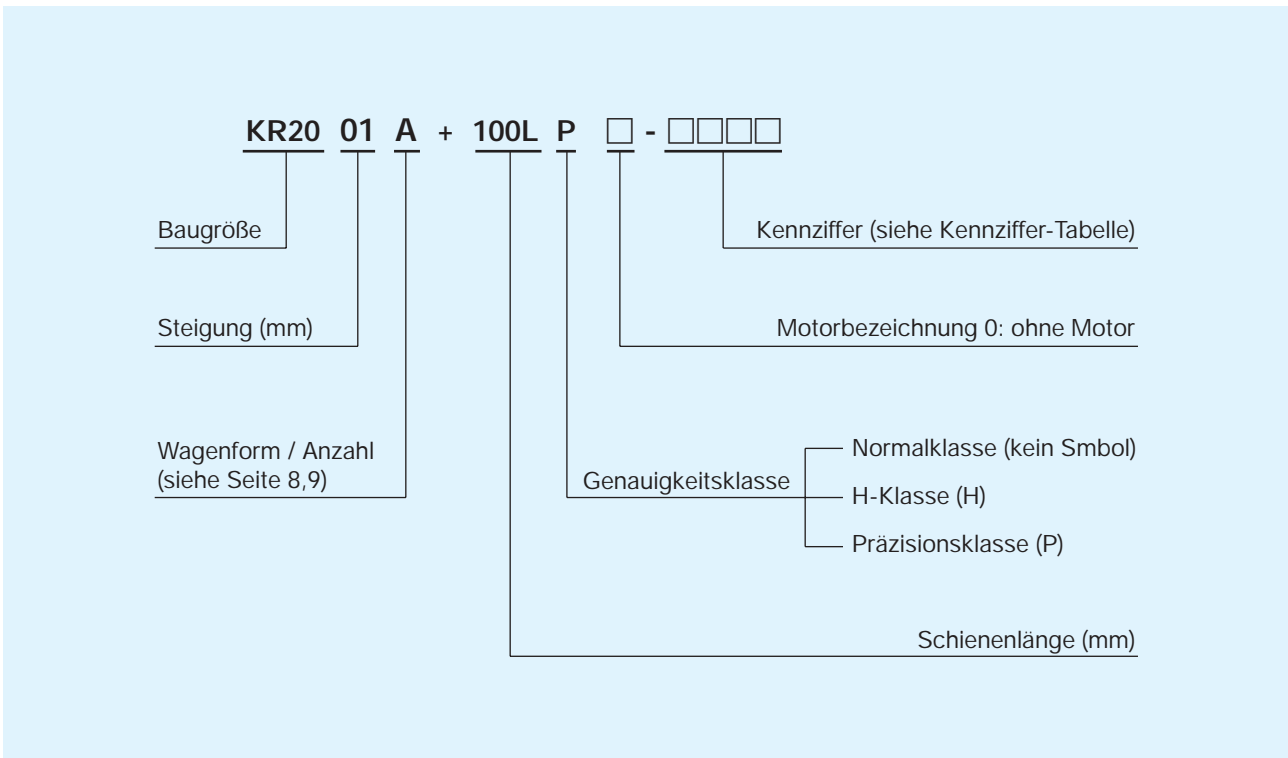 KR20 01 A + 100L P □ - □□□□
Baugröße
Kennziffer (siehe Kennziffer-Tabelle)
Steigung (mm)
Motorbezeichnung 0: ohne Motor
Wagenform / Anzahl
(siehe Seite 8,9)
Genauigkeitsklasse
Normalklasse (kein Smbol)
H-Klasse (H)
Präzisionsklasse (P)
Schienenlänge (mm)